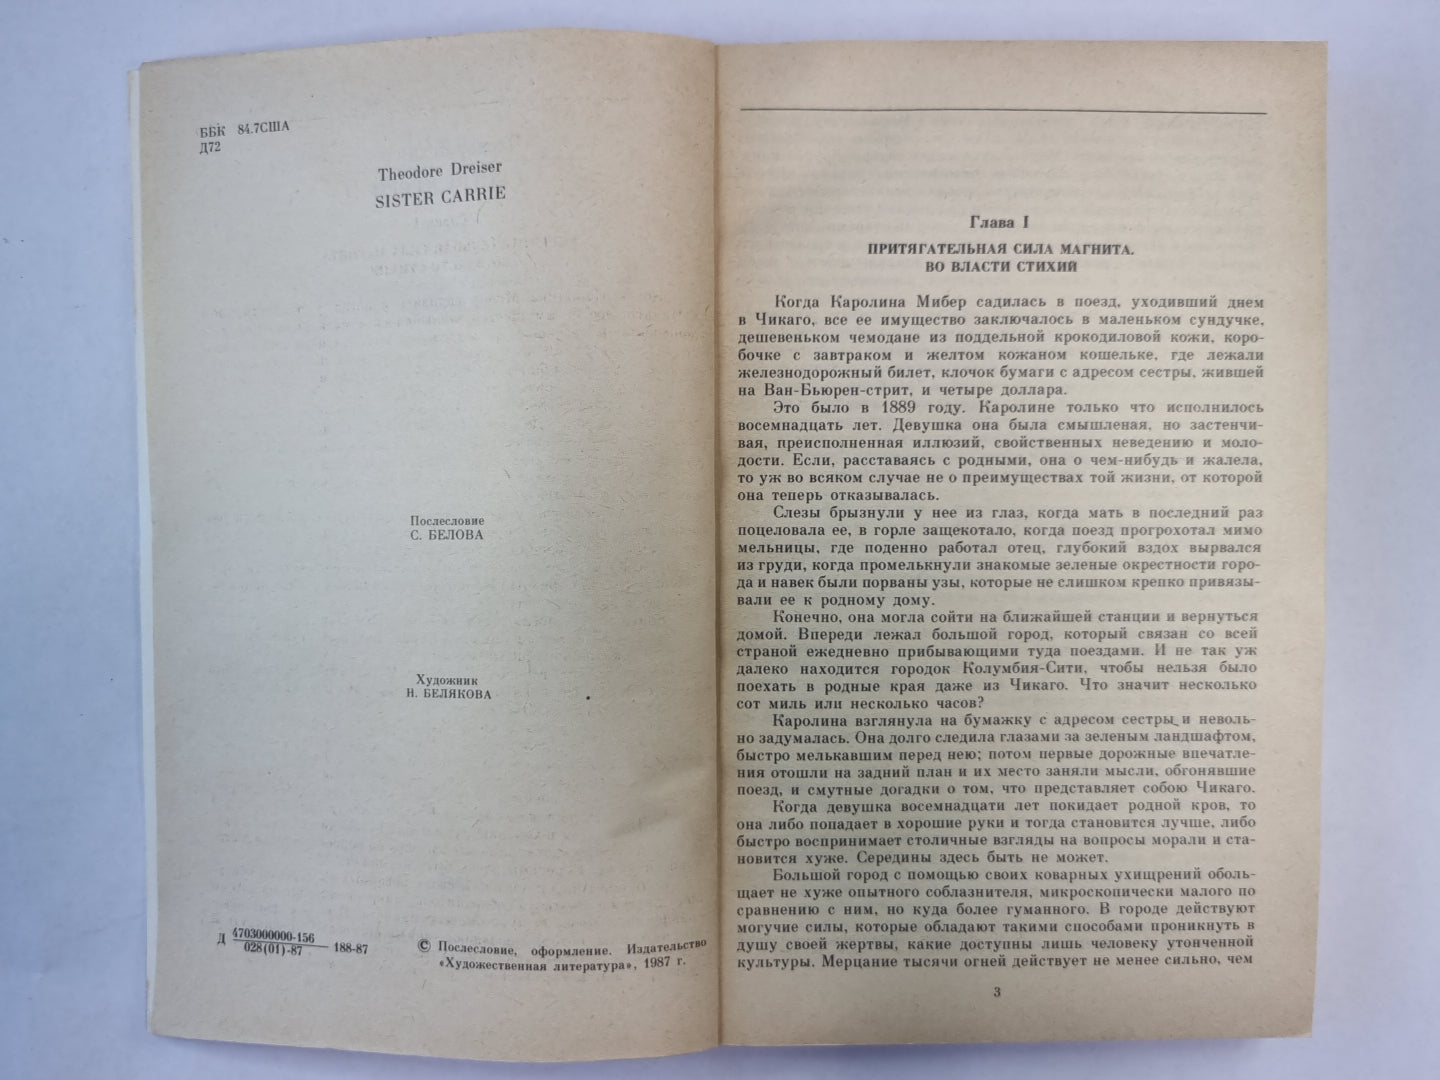 ББК 84.7США
Д72
Theodore Dreiser
SISTER CARRIE
Послесловие
С. БЕЛОВА
Художник
Н. БЕЛЯКОВА
Д 4703000000-156
028(01)-87 188-87
© Послесловие, оформление. Издательство
«Художественная литература», 1987 г.
Глава I
ПРИТЯГАТЕЛЬНАЯ СИЛА МАГНИТА.
ВО ВЛАСТИ СТИХИЙ
Когда Каролина Мибер садилась в поезд, уходивший днем
в Чикаго, все ее имущество заключалось в маленьком сундучке,
дешевеньком чемодане из поддельной крокодиловой кожи, коро-
бочке с завтраком и желтом кожаном кошельке, где лежали
железнодорожный билет, клочок бумаги с адресом сестры, жившей
на Ван-Бьюрен-стрит, и четыре доллара.
Это было в 1889 году. Каролине только что исполнилось
восемнадцать лет. Девушка она была смышленая, но застенчи-
вая, преисполненная иллюзий, свойственных неведению и моло-
дости. Если, расставаясь с родными, она о чем-нибудь и жалела,
то уж во всяком случае не о преимуществах той жизни, от которой
она теперь отказывалась.
Слезы брызнули у нее из глаз, когда мать в последний раз
поцеловала ее, в горле защекотало, когда поезд прогрохотал мимо
мельницы, где поденно работал отец, глубокий вздох вырвался
из груди, когда промелькнули знакомые зеленые окрестности горо-
да и навек были порваны узы, которые не слишком крепко привязы-
вали ее к родному дому.
Конечно, она могла сойти на ближайшей станции и вернуться
домой. Впереди лежал большой город, который связан со всей
страной ежедневно прибывающими туда поездами. И не так уж
далеко находится городок Колумбия-Сити, чтобы нельзя было
поехать в родные края даже из Чикаго. Что значит несколько
сот миль или несколько часов?
Каролина взглянула на бумажку с адресом сестры и неволь-
но задумалась. Она долго следила глазами за зеленым ландшафтом,
быстро мелькавшим перед нею; потом первые дорожные впечатле-
ния отошли на задний план и их место заняли мысли, обгонявшие
поезд, и смутные догадки о том, что представляет собою Чикаго.
Когда девушка восемнадцати лет покидает родной кров, то
она либо попадает в хорошие руки и тогда становится лучше, либо
быстро воспринимает столичные взгляды на вопросы морали и ста-
новится хуже. Середины здесь быть не может.
Большой город с помощью своих коварных ухищрений оболь-
щает не хуже опытного соблазнителя, микроскопически малого по
сравнению с ним, но куда более гуманного. В городе действуют
могучие силы, которые обладают такими способами проникнуть в
душу своей жертвы, какие доступны лишь человеку утонченной
культуры. Мерцание тысячи огней действует не менее сильно, чем
3